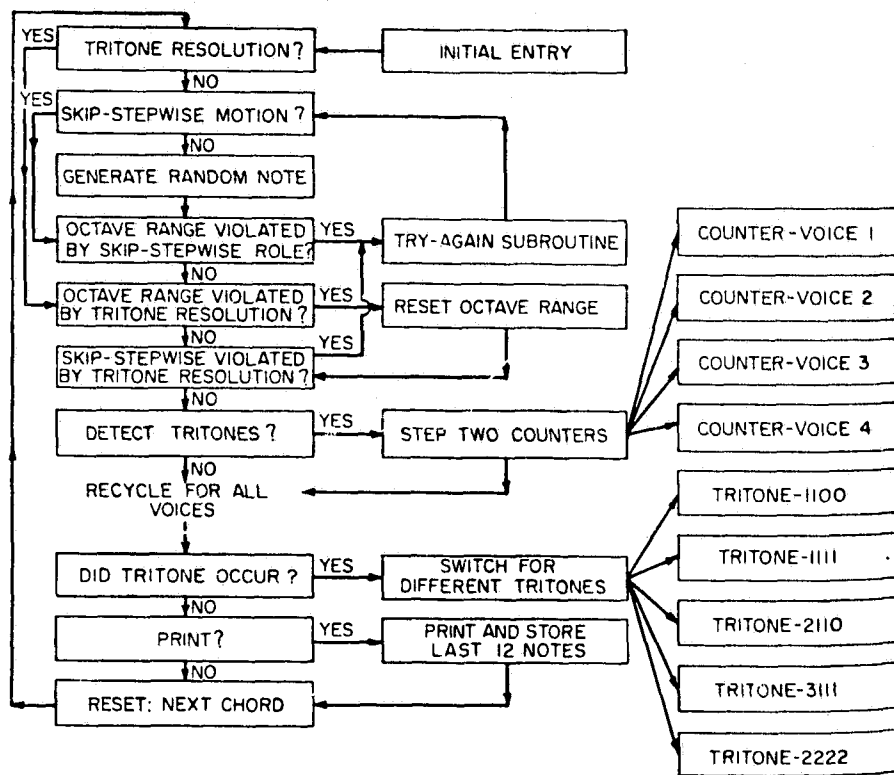 YES
TRITONE RESOLUTION?
INITIAL ENTRY
NO
YES
SKIP-STEPWISE MOTION?
NO
GENERATE RANDOM NOTE
OCTAVE RANGE VIOLATED
BY SKIP-STEPWISE ROLE?
YES
TRY-AGAIN SUBROUTINE
NO
OCTAVE RANGE VIOLATED
BY TRITONE RESOLUTION?
YES
RESET OCTAVE RANGE
NO
SKIP-STEPWISE VIOLATED
BY TRITONE RESOLUTION?
YES
NO
DETECT TRITONES?
YES
STEP TWO COUNTERS
NO
RECYCLE FOR ALL
VOICES
DID TRITONE OCCUR?
YES
SWITCH FOR
DIFFERENT TRITONES
NO
PRINT?
YES
PRINT AND STORE
LAST 12 NOTES
NO
RESET: NEXT CHORD
COUNTER-VOICE 1
COUNTER-VOICE 2
COUNTER-VOICE 3
COUNTER-VOICE 4
TRITONE-1100
TRITONE-1111
TRITONE-2110
TRITONE-3111
TRITONE-2222